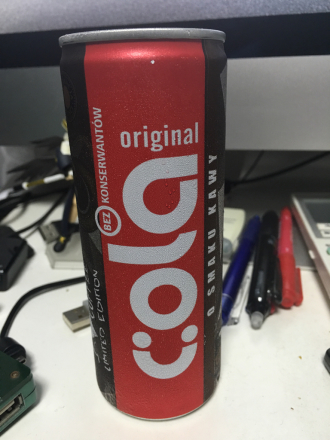 original
cola
BEZ KONSERWANTÓW
LIMITED EDITION
O SMAKU KAWY